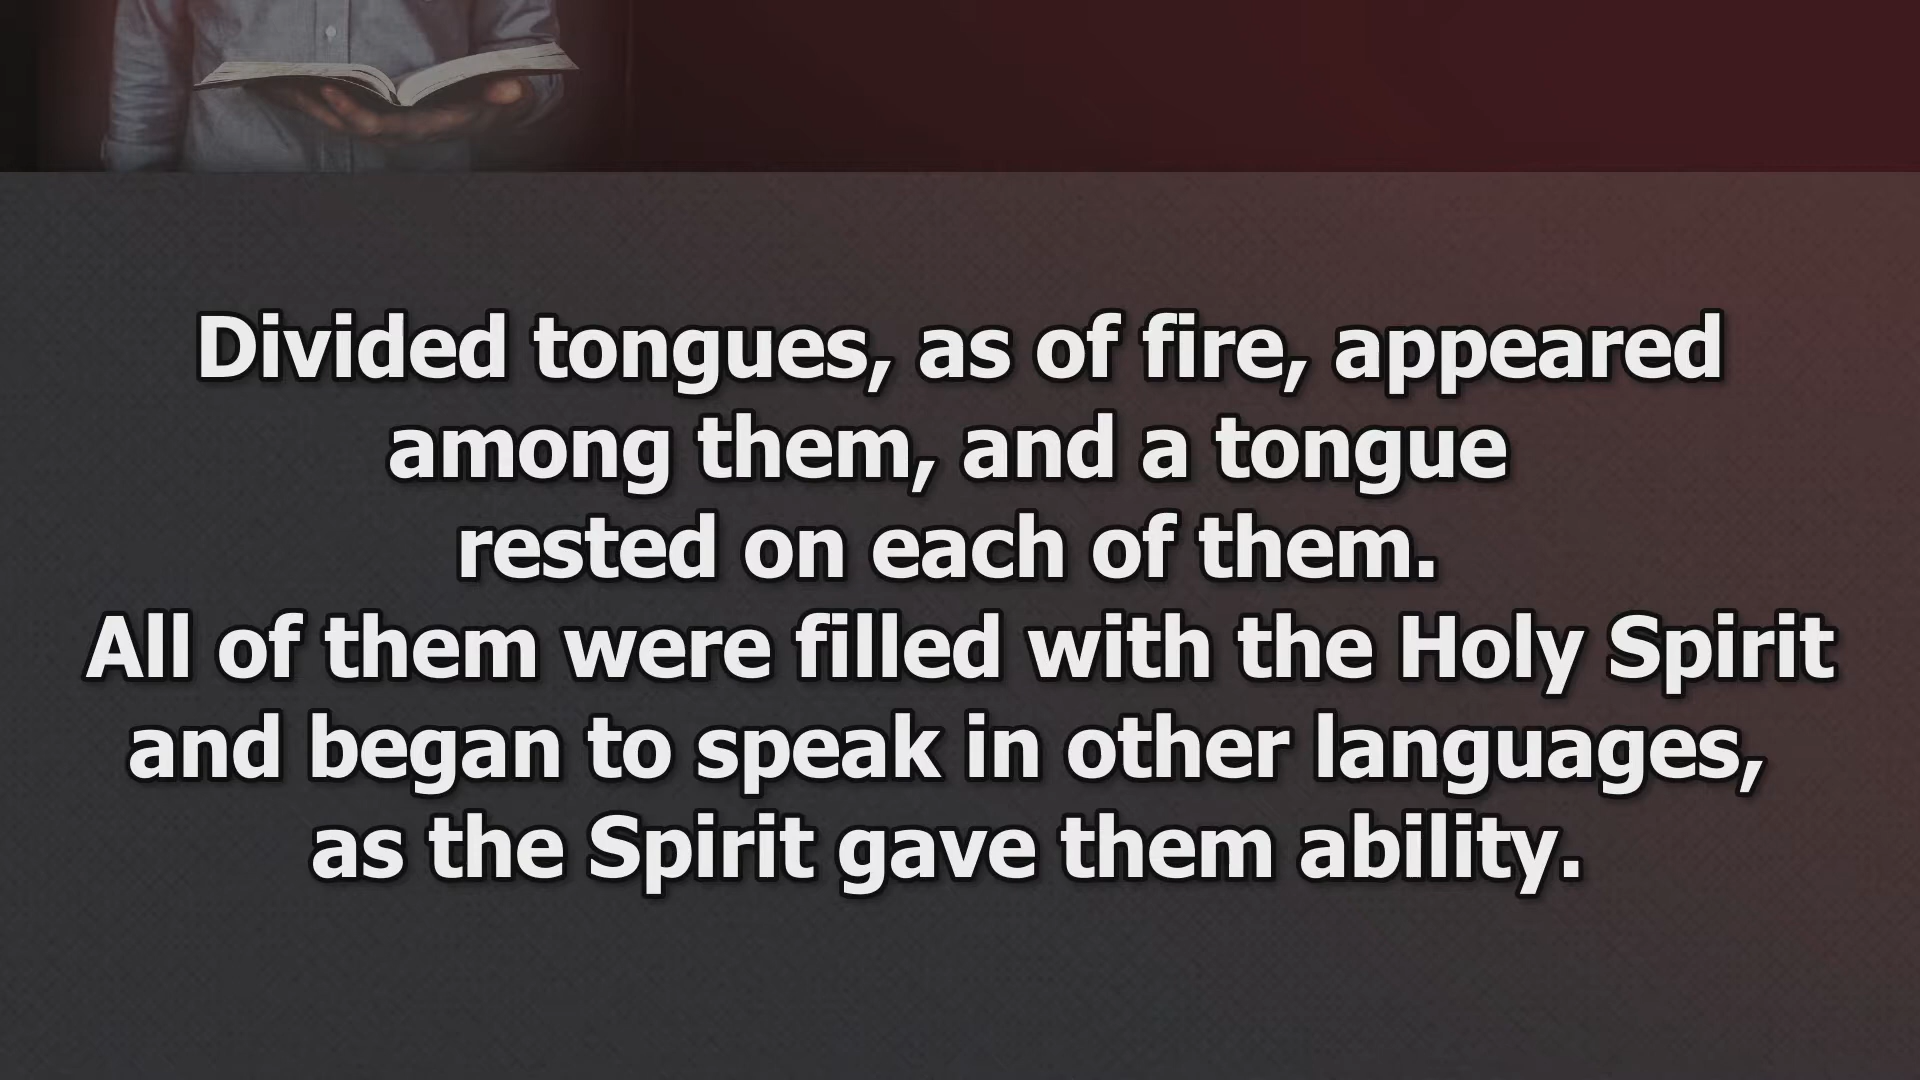 Divided tongues, as of fire, appeared
among them, and a tongue
rested on each of them.
All of them were filled with the Holy Spirit
and began to speak in other languages,
as the Spirit gave them ability.